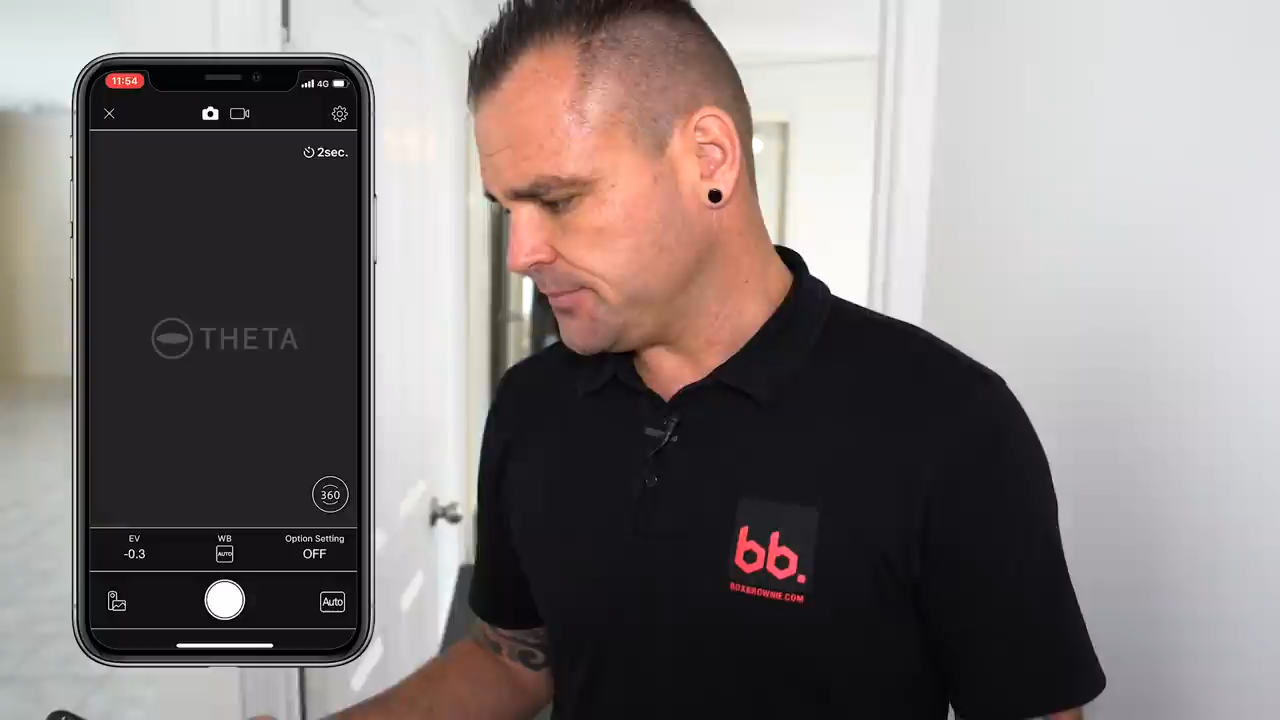 11:54
4G
2sec.
THETA
360
EV
WB
Option Setting
-0.3
AUTO
OFF
Auto
bb.
BOXBROWNIE.COM